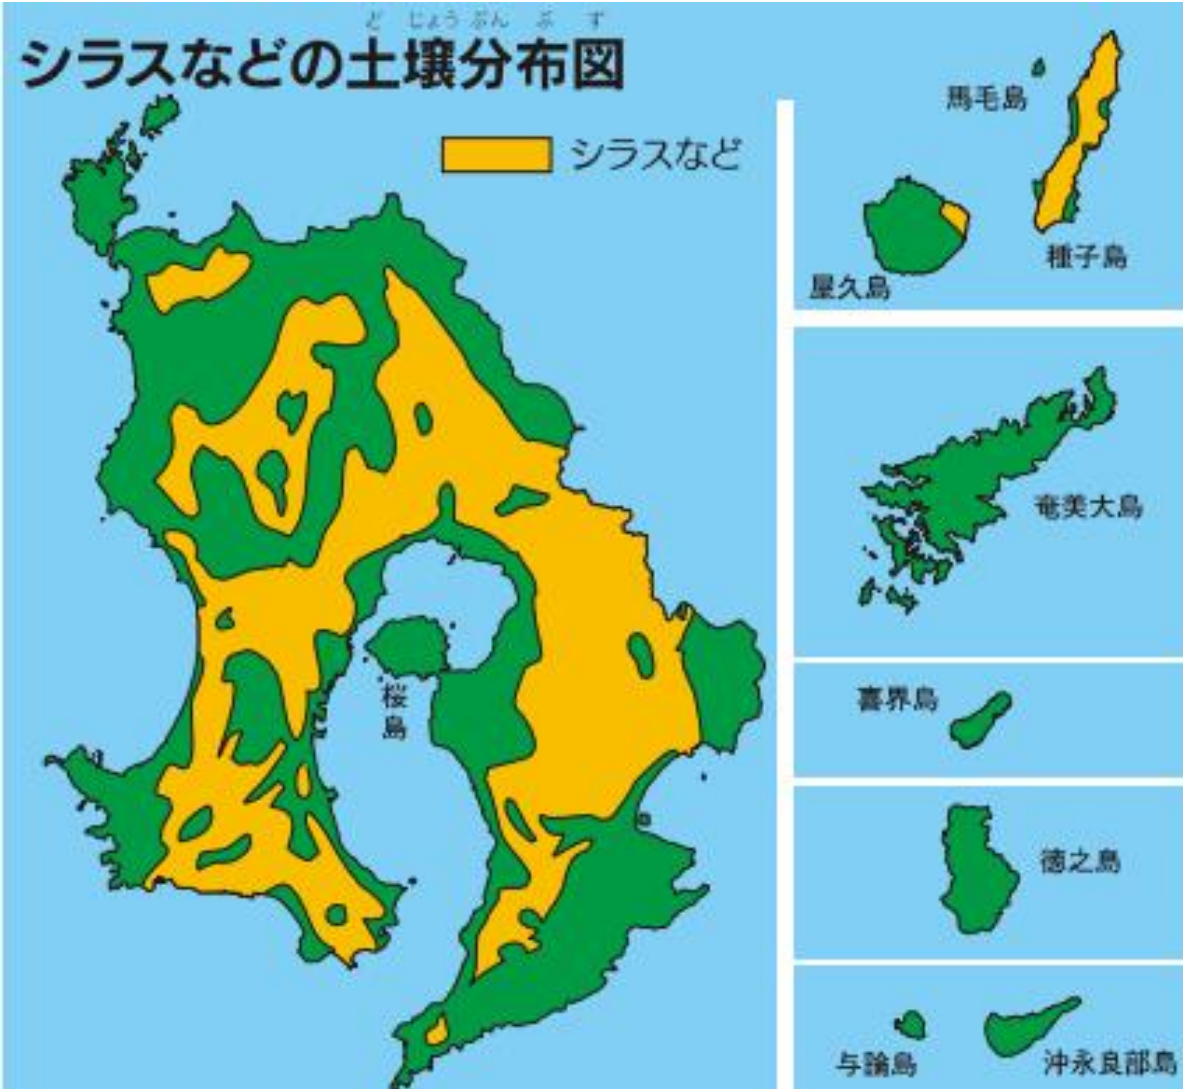 ど じょう ぶん ぷ ず
シラスなどの土壌分布図
シラスなど
馬毛島
種子島
屋久島
奄美大島
喜界島
桜島
徳之島
与論島
沖永良部島